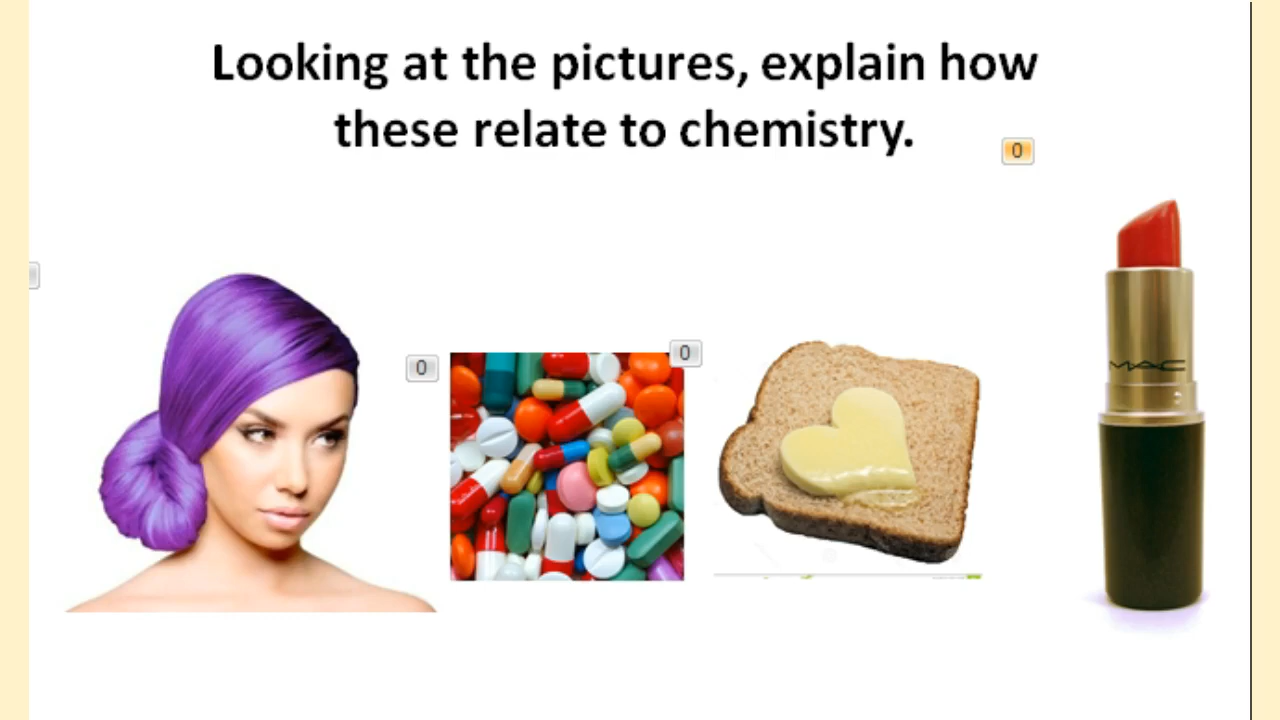 Looking at the pictures, explain how
these relate to chemistry.
0
0
0
MAC